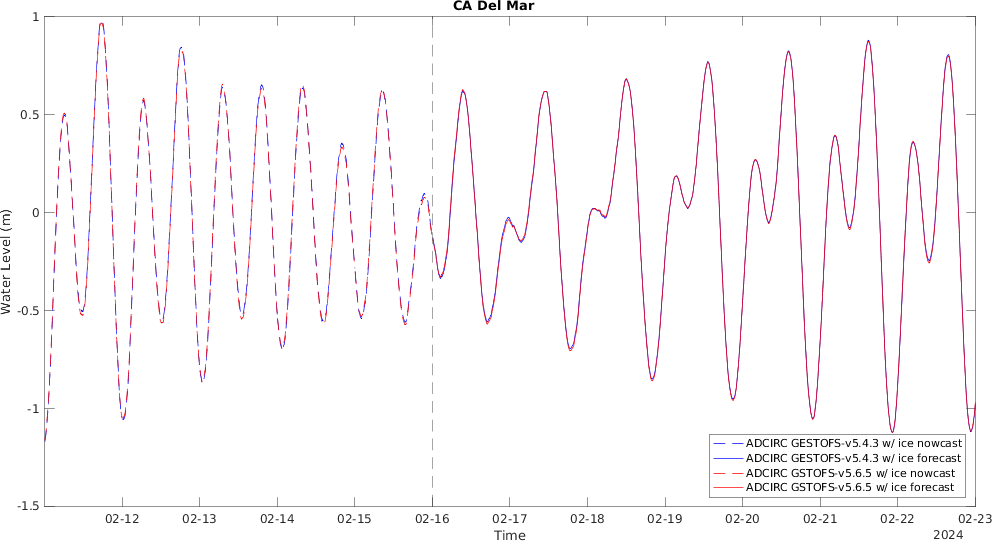 CA Del Mar
1
0.5
0
-0.5
-1
-1.5
Water Level (m)
ADCIRC GESTOFS-v5.4.3 w/ ice nowcast
ADCIRC GESTOFS-v5.4.3 w/ ice forecast
ADCIRC GSTOFS-v5.6.5 w/ ice nowcast
ADCIRC GSTOFS-v5.6.5 w/ ice forecast
02-12 02-13 02-14 02-15 02-16 02-17 02-18 02-19 02-20 02-21 02-22 02-23
Time
2024